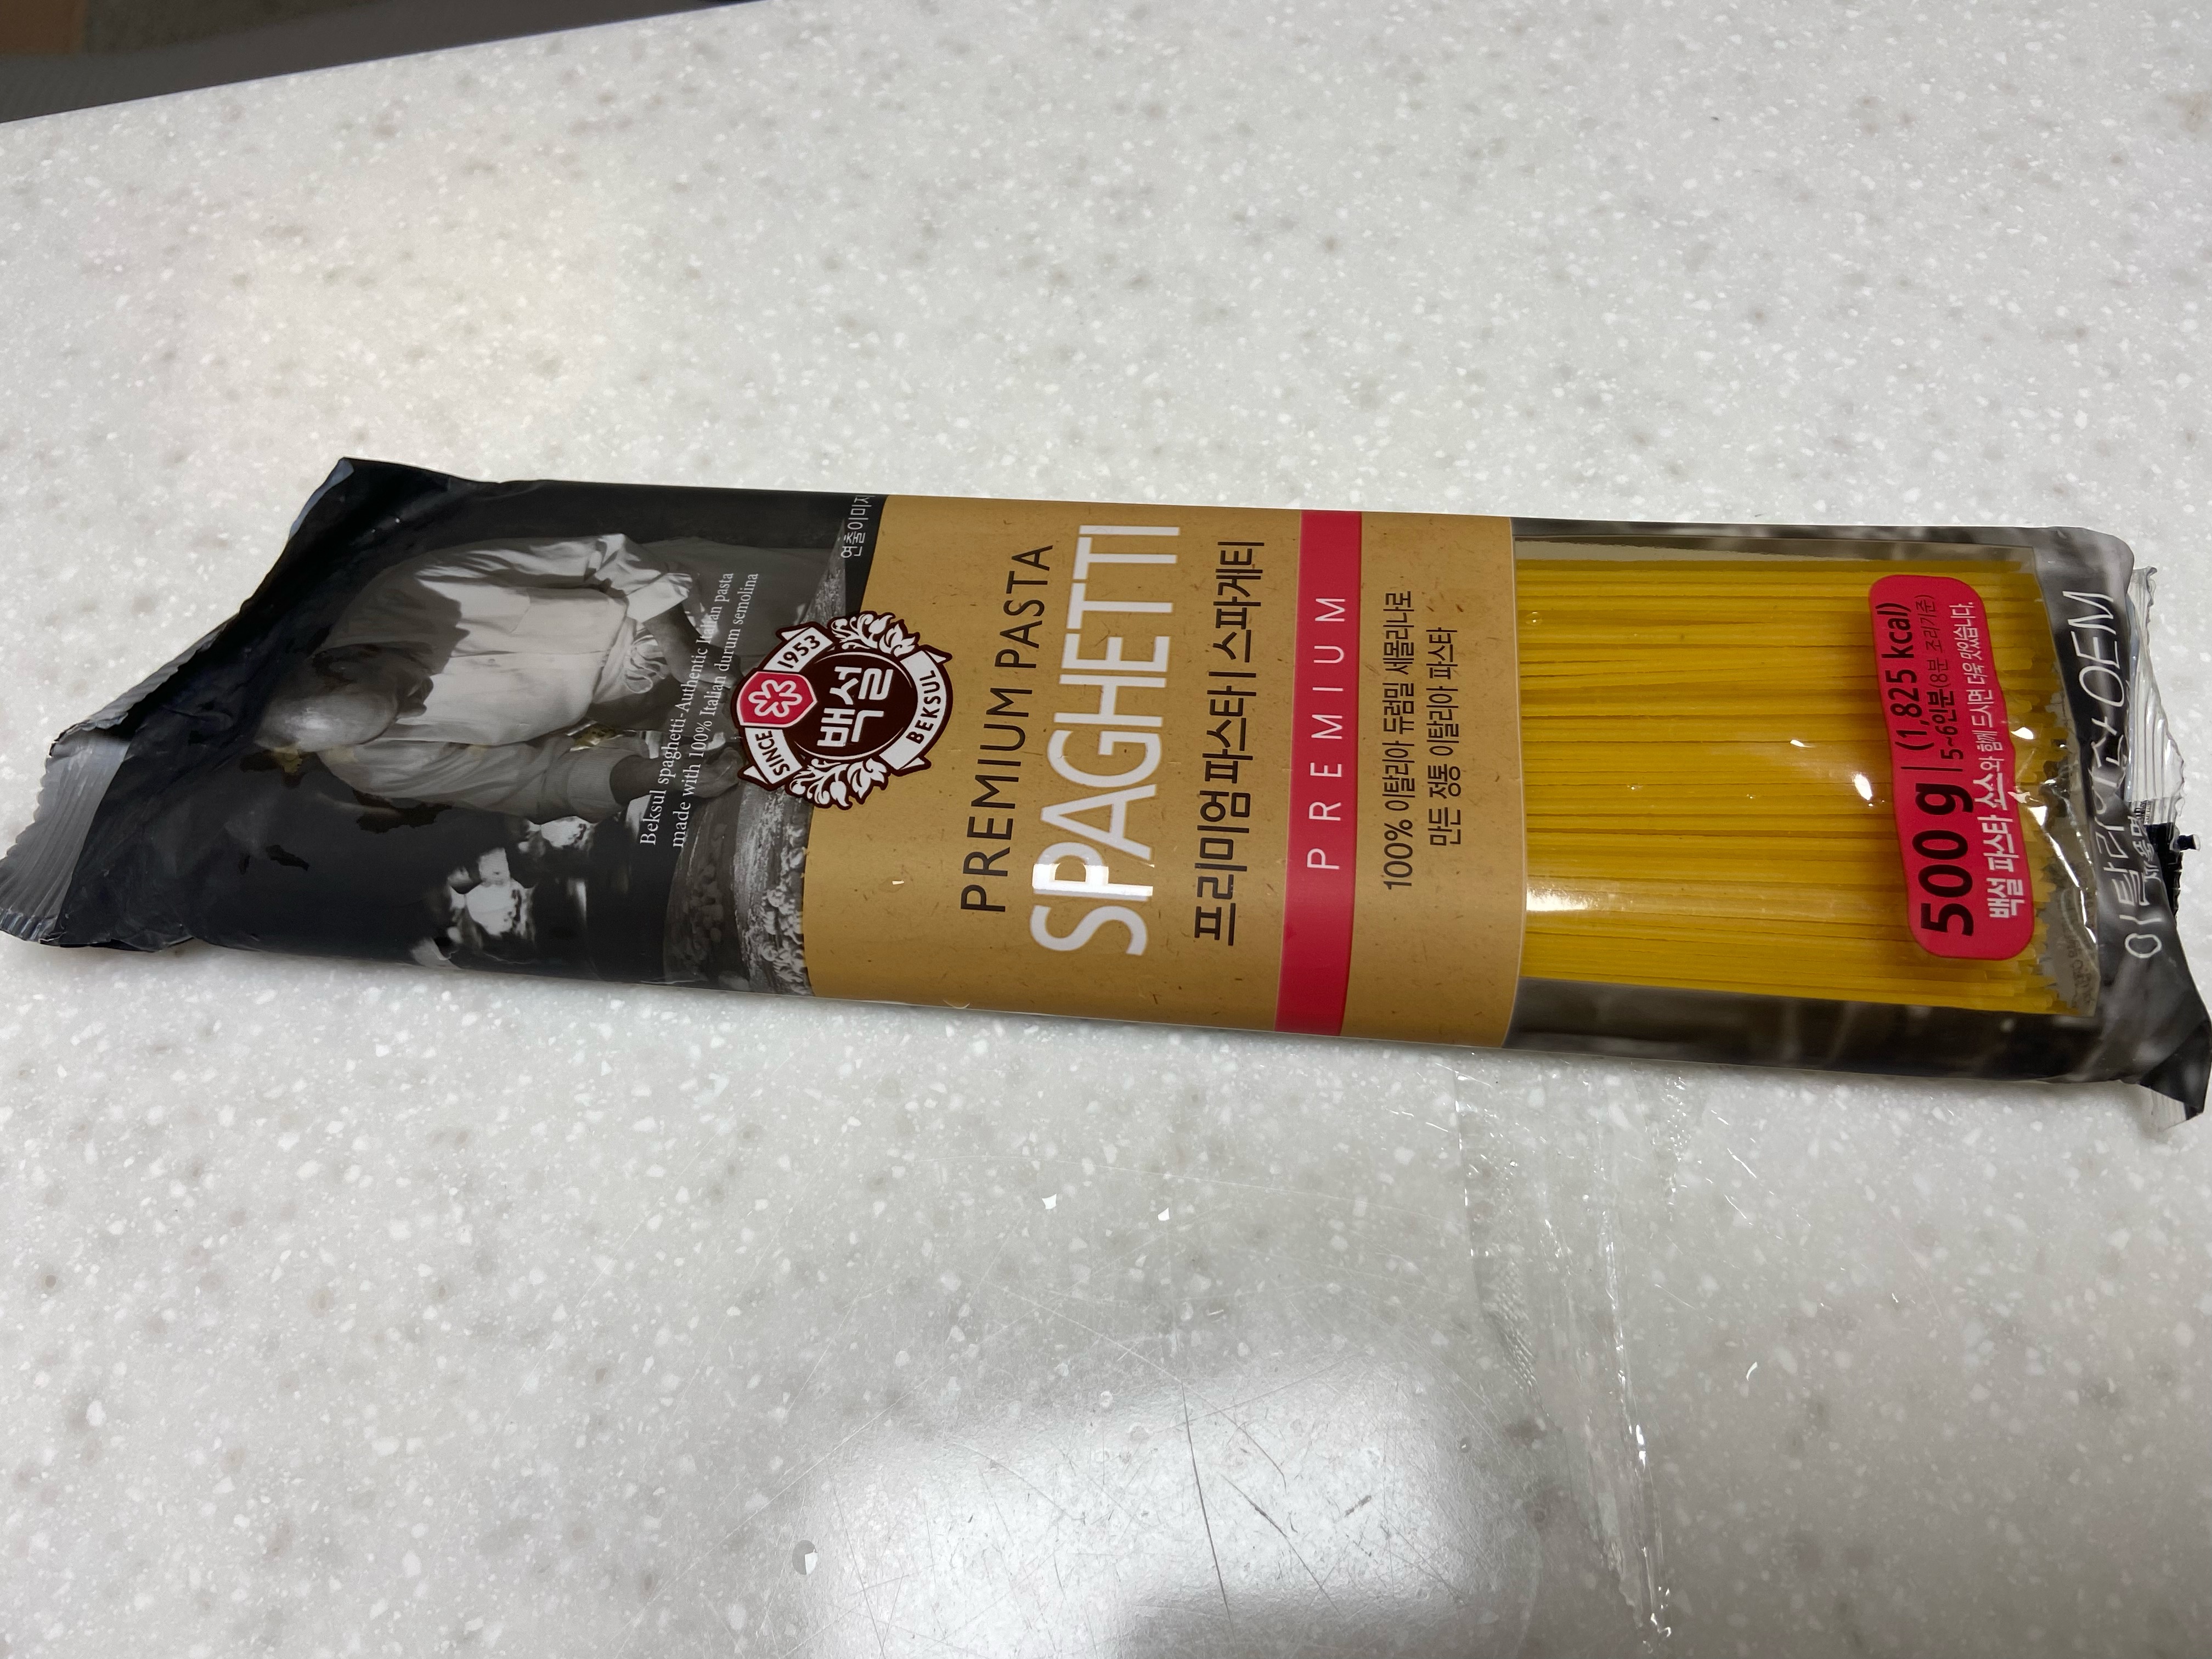 연출이미지
Beksul spaghetti-Authentic Italian pasta
made with 100% Italian durum semolina
SINCE 1953
백설
BEKSUL
PREMIUM PASTA
SPAGHETTI
프리미엄 파스타 | 스파게티
PREMIUM
100% 이탈리아 듀럼밀 세몰리나로
만든 정통 이탈리아 파스타
500 g | (1,825 kcal)
5~6인분(8분 조리기준)
백설 파스타 소스와 함께 드시면 더욱 맛있습니다.
OEM